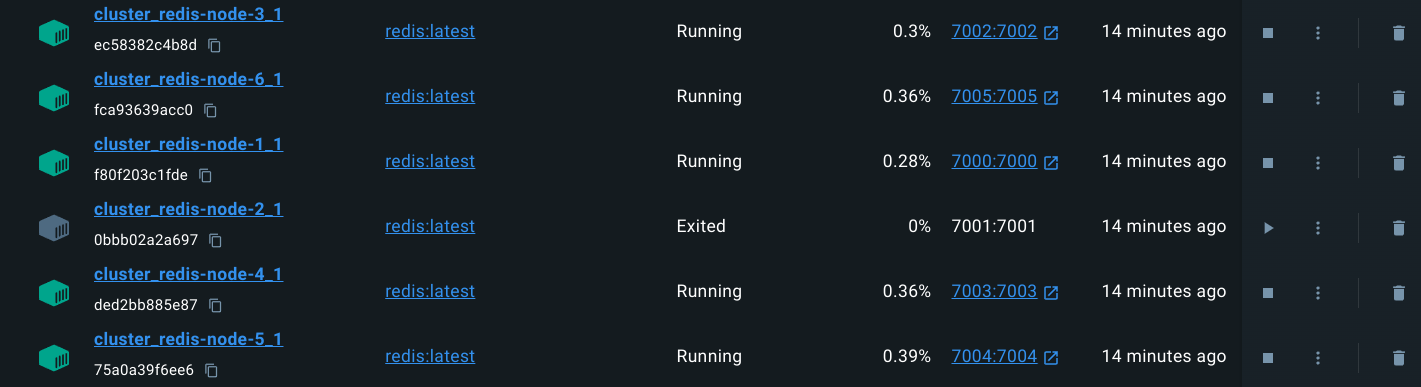 cluster_redis-node-3_1
ec58382c4b8d redis:latest Running 0.3% 7002:7002 14 minutes ago
cluster_redis-node-6_1
fca93639acc0 redis:latest Running 0.36% 7005:7005 14 minutes ago
cluster_redis-node-1_1
f80f203c1fde redis:latest Running 0.28% 7000:7000 14 minutes ago
cluster_redis-node-2_1
0bbb02a2a697 redis:latest Exited 0% 7001:7001 14 minutes ago
cluster_redis-node-4_1
ded2bb885e87 redis:latest Running 0.36% 7003:7003 14 minutes ago
cluster_redis-node-5_1
75a0a39f6ee6 redis:latest Running 0.39% 7004:7004 14 minutes ago